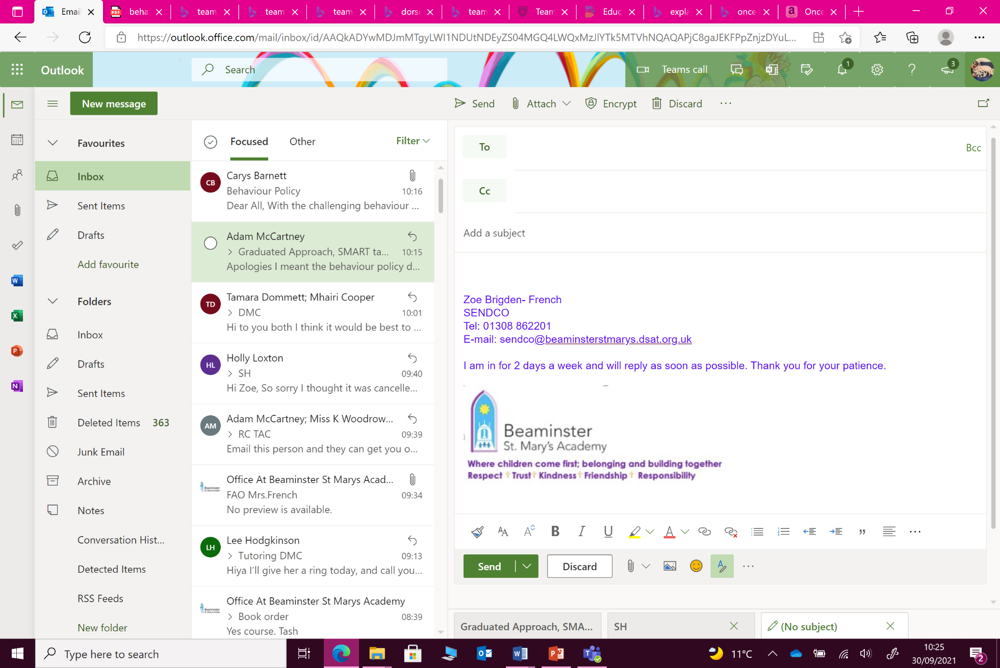 Email
beha
team
team
team
dors
team
Team
Educ
expla
once
Once
https://outlook.office.com/mail/inbox/id/AAQkADYwMDJmMTgyLWI1NDUtNDEyZS04MGQ4LWQxMzJlYTk5MTVhNQAQAPjC8gaJEKFPpZnjzDYuL...
Outlook
Search
Teams call
1
3
New message
Send
Attach
Encrypt
Discard
Favourites
Inbox
Sent Items
Drafts
Add favourite
Folders
Inbox
Drafts
Sent Items
Deleted Items 363
Junk Email
Archive
Notes
Conversation Hist...
Detected Items
RSS Feeds
New folder
Focused Other Filter
CB
Carys Barnett
Behaviour Policy 10:16
Dear All, With the challenging behaviour ...
Adam McCartney
> Graduated Approach, SMART ta... 10:15
Apologies I meant the behaviour policy d...
TD
Tamara Dommett; Mhairi Cooper
> DMC 10:01
Hi to you both I think it would be best to ...
HL
Holly Loxton
> SH 09:40
Hi Zoe, So sorry I thought it was cancelle...
AM
Adam McCartney; Miss K Woodrow...
> RC TAC 09:39
Email this person and they can get you o...
Office At Beaminster St Marys Acad...
FAO Mrs.French 09:34
No preview is available.
LH
Lee Hodgkinson
> Tutoring DMC 09:13
Hiya I'll give her a ring today, and call you...
Office At Beaminster St Marys Academy
> Book order 08:39
Yes course. Tash
To
Bcc
Cc
Add a subject
Zoe Brigden- French
SENDCO
Tel: 01308 862201
E-mail: sendco@beaminsterstmarys.dsat.org.uk
I am in for 2 days a week and will reply as soon as possible. Thank you for your patience.
Beaminster
St. Mary's Academy
Where children come first; belonging and building together
Respect † Trust † Kindness † Friendship † Responsibility
Send
Discard
Graduated Approach, SMA...
SH
(No subject)
Type here to search
11°C
10:25
30/09/2021
2